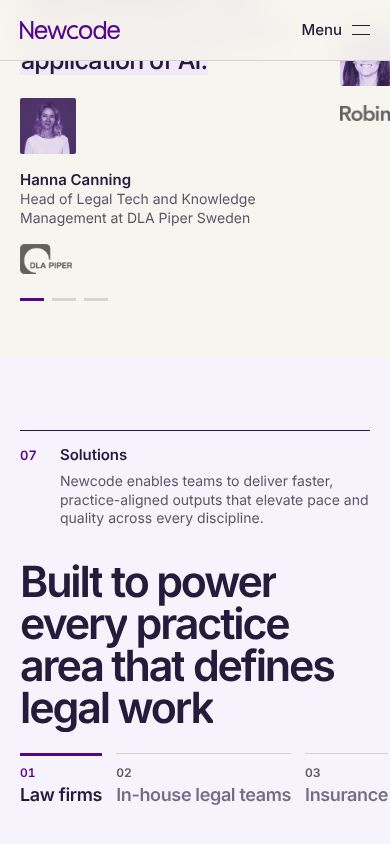 Newcode
Menu
application of AI.
Robin
Hanna Canning
Head of Legal Tech and Knowledge
Management at DLA Piper Sweden
DLA PIPER
07
Solutions
Newcode enables teams to deliver faster,
practice-aligned outputs that elevate pace and
quality across every discipline.
Built to power
every practice
area that defines
legal work
01
02
03
Law firms
In-house legal teams
Insurance